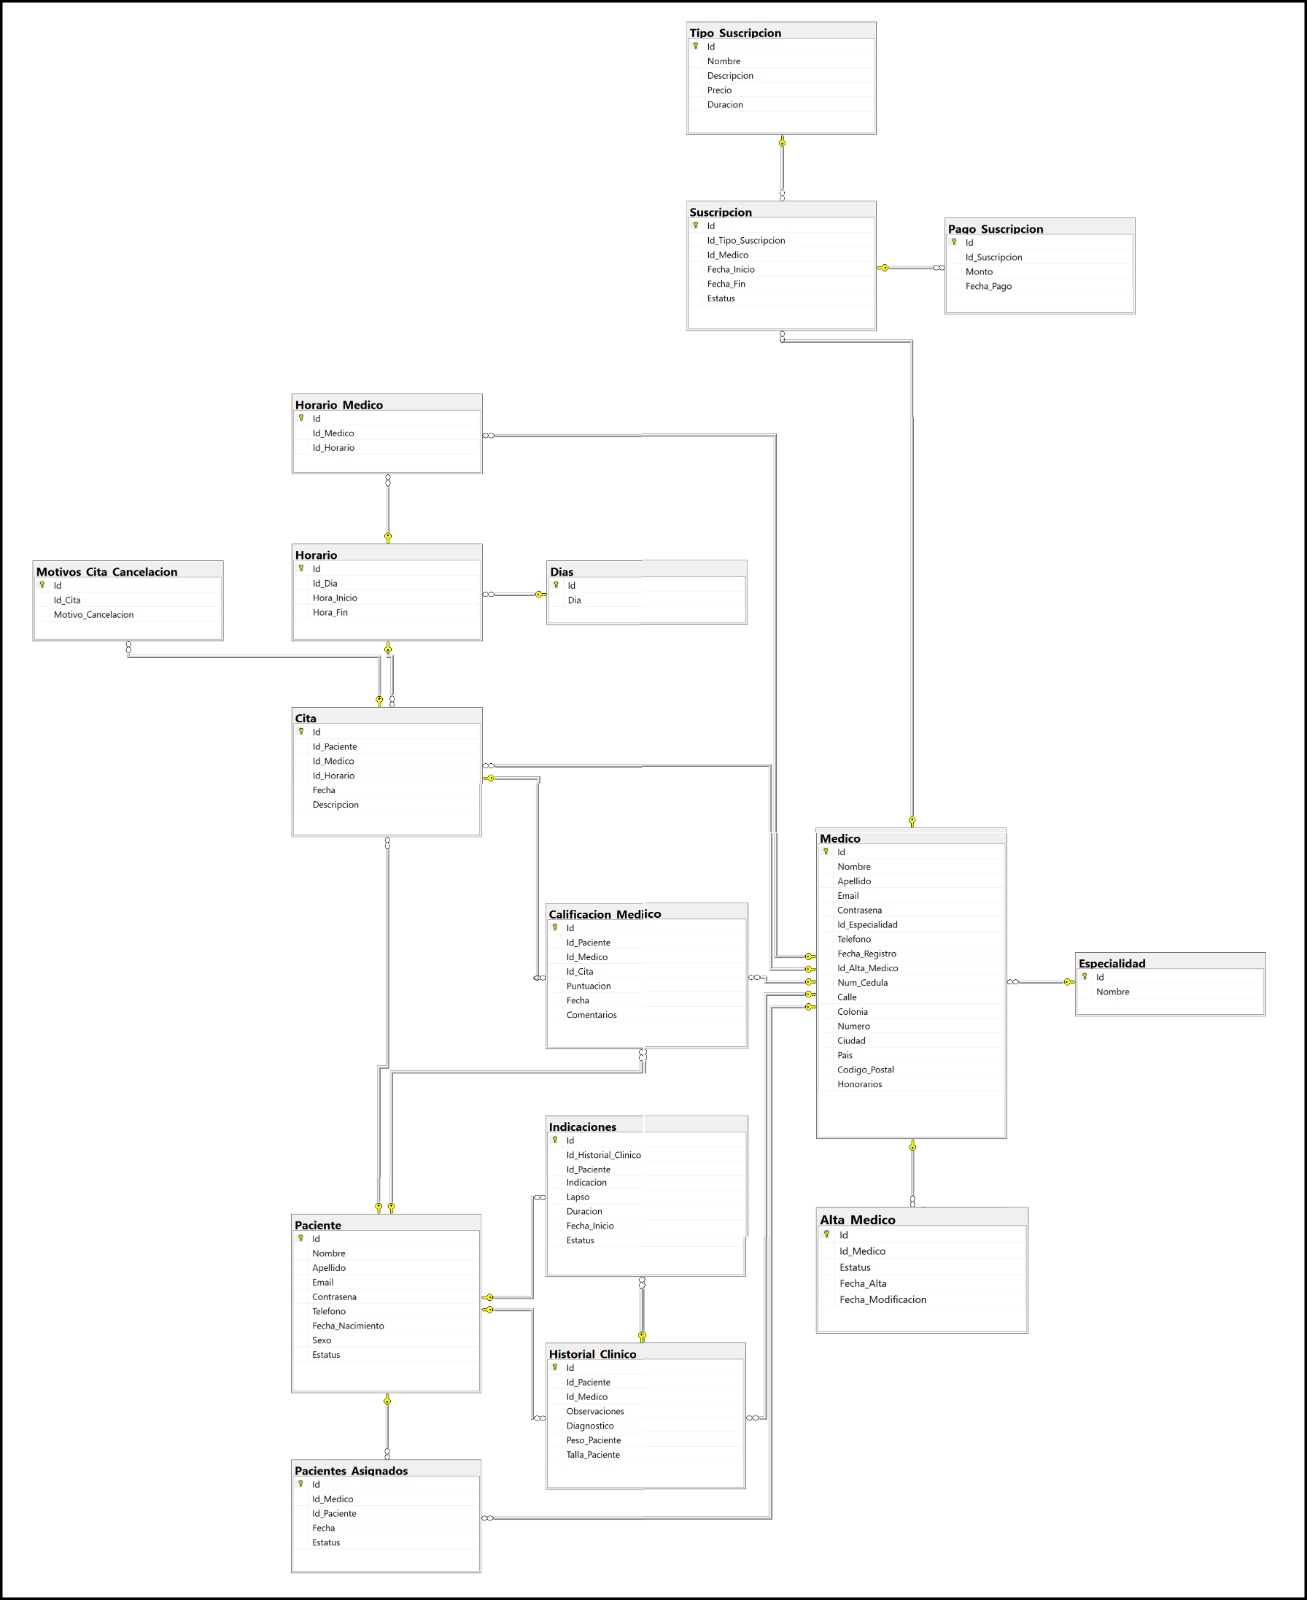 Tipo_Suscripcion
Id
Nombre
Descripcion
Precio
Duracion
Suscripcion
Id
Id_Tipo_Suscripcion
Id_Medico
Fecha_Inicio
Fecha_Fin
Estatus
Pago_Suscripcion
Id
Id_Suscripcion
Monto
Fecha_Pago
Horario_Medico
Id
Id_Medico
Id_Horario
Horario
Id
Id_Dia
Hora_Inicio
Hora_Fin
Dias
Id
Dia
Motivos_Cita_Cancelacion
Id
Id_Cita
Motivo_Cancelacion
Cita
Id
Id_Paciente
Id_Medico
Id_Horario
Fecha
Descripcion
Medico
Id
Nombre
Apellido
Email
Contrasena
Id_Especialidad
Telefono
Fecha_Registro
Id_Alta_Medico
Num_Cedula
Calle
Colonia
Numero
Ciudad
Pais
Codigo_Postal
Honorarios
Calificacion_Medico
Id
Id_Paciente
Id_Medico
Id_Cita
Puntuacion
Fecha
Comentarios
Especialidad
Id
Nombre
Indicaciones
Id
Id_Historial_Clinico
Id_Paciente
Indicacion
Lapso
Duracion
Fecha_Inicio
Estatus
Alta_Medico
Id
Id_Medico
Estatus
Fecha_Alta
Fecha_Modificacion
Paciente
Id
Nombre
Apellido
Email
Contrasena
Telefono
Fecha_Nacimiento
Sexo
Estatus
Historial_Clinico
Id
Id_Paciente
Id_Medico
Observaciones
Diagnostico
Peso_Paciente
Talla_Paciente
Pacientes_Asignados
Id
Id_Medico
Id_Paciente
Fecha
Estatus